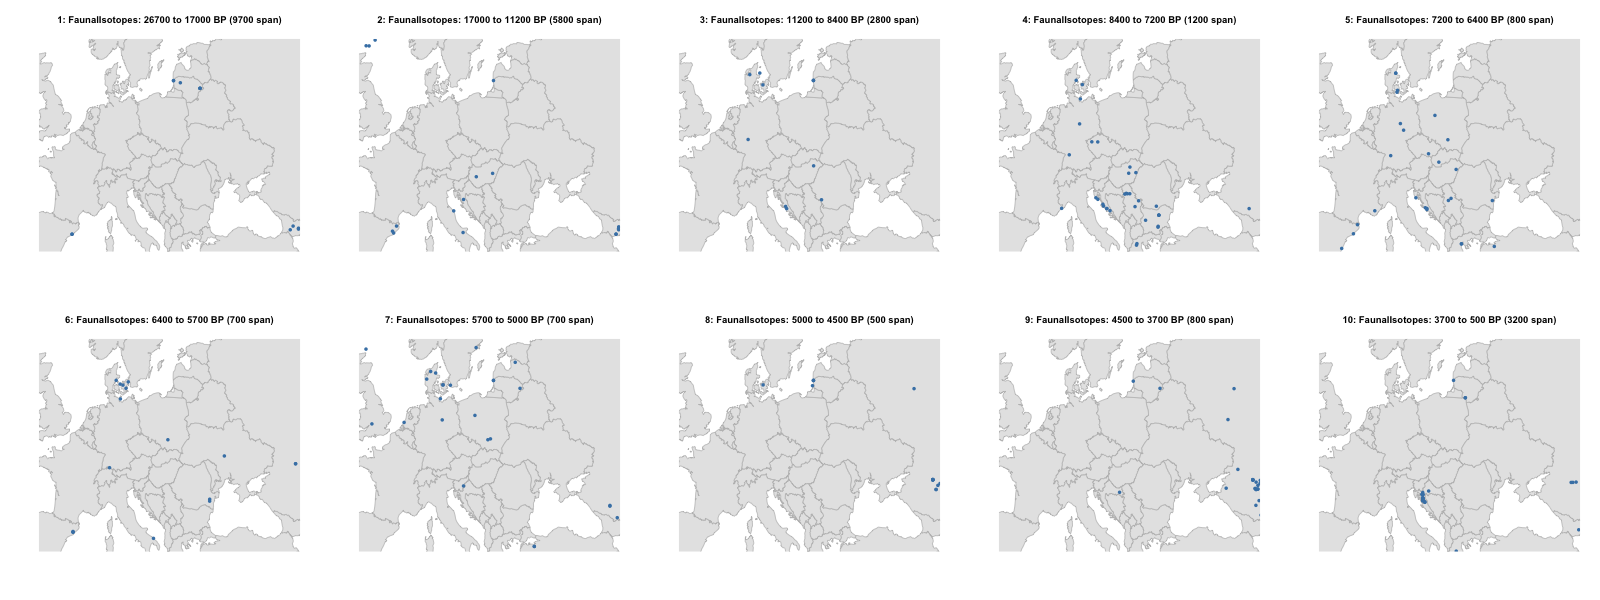 1: FaunalIsotopes: 26700 to 17000 BP (9700 span)
2: FaunalIsotopes: 17000 to 11200 BP (5800 span)
3: FaunalIsotopes: 11200 to 8400 BP (2800 span)
4: FaunalIsotopes: 8400 to 7200 BP (1200 span)
5: FaunalIsotopes: 7200 to 6400 BP (800 span)
6: FaunalIsotopes: 6400 to 5700 BP (700 span)
7: FaunalIsotopes: 5700 to 5000 BP (700 span)
8: FaunalIsotopes: 5000 to 4500 BP (500 span)
9: FaunalIsotopes: 4500 to 3700 BP (800 span)
10: FaunalIsotopes: 3700 to 500 BP (3200 span)